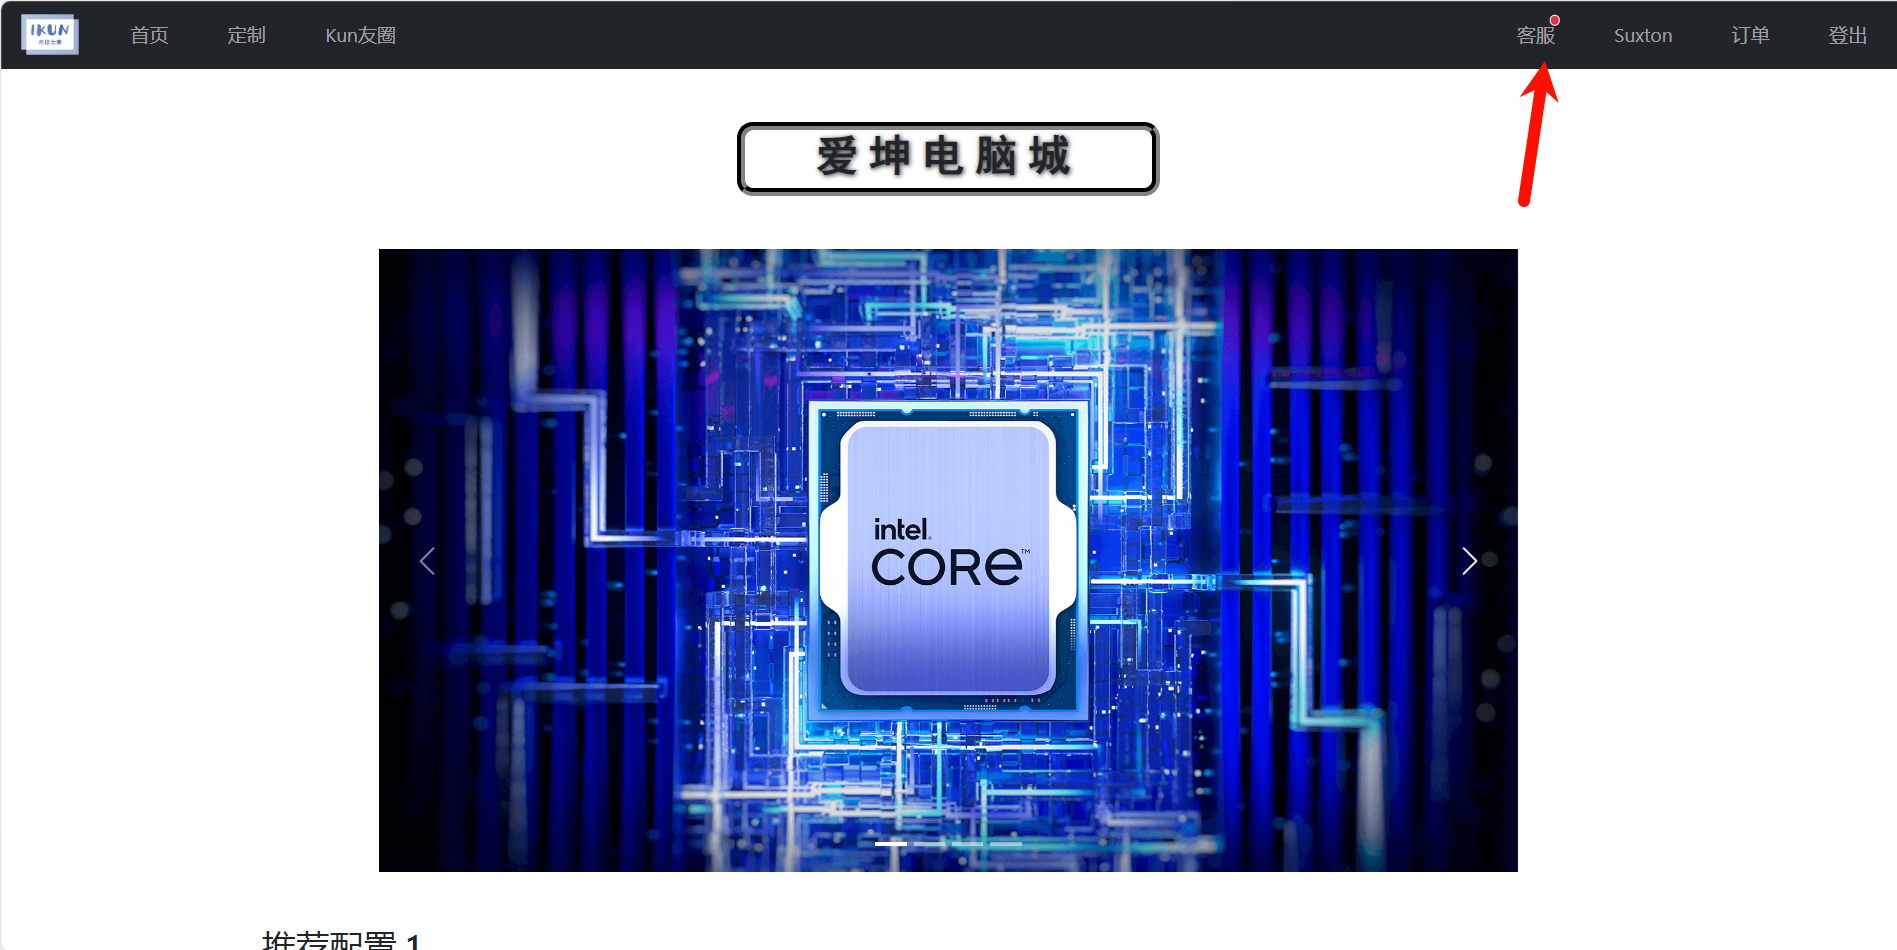 IKUN
首页
定制
Kun友圈
客服
Suxton
订单
登出
爱坤电脑城
intel.
CORE™
推荐配置 1